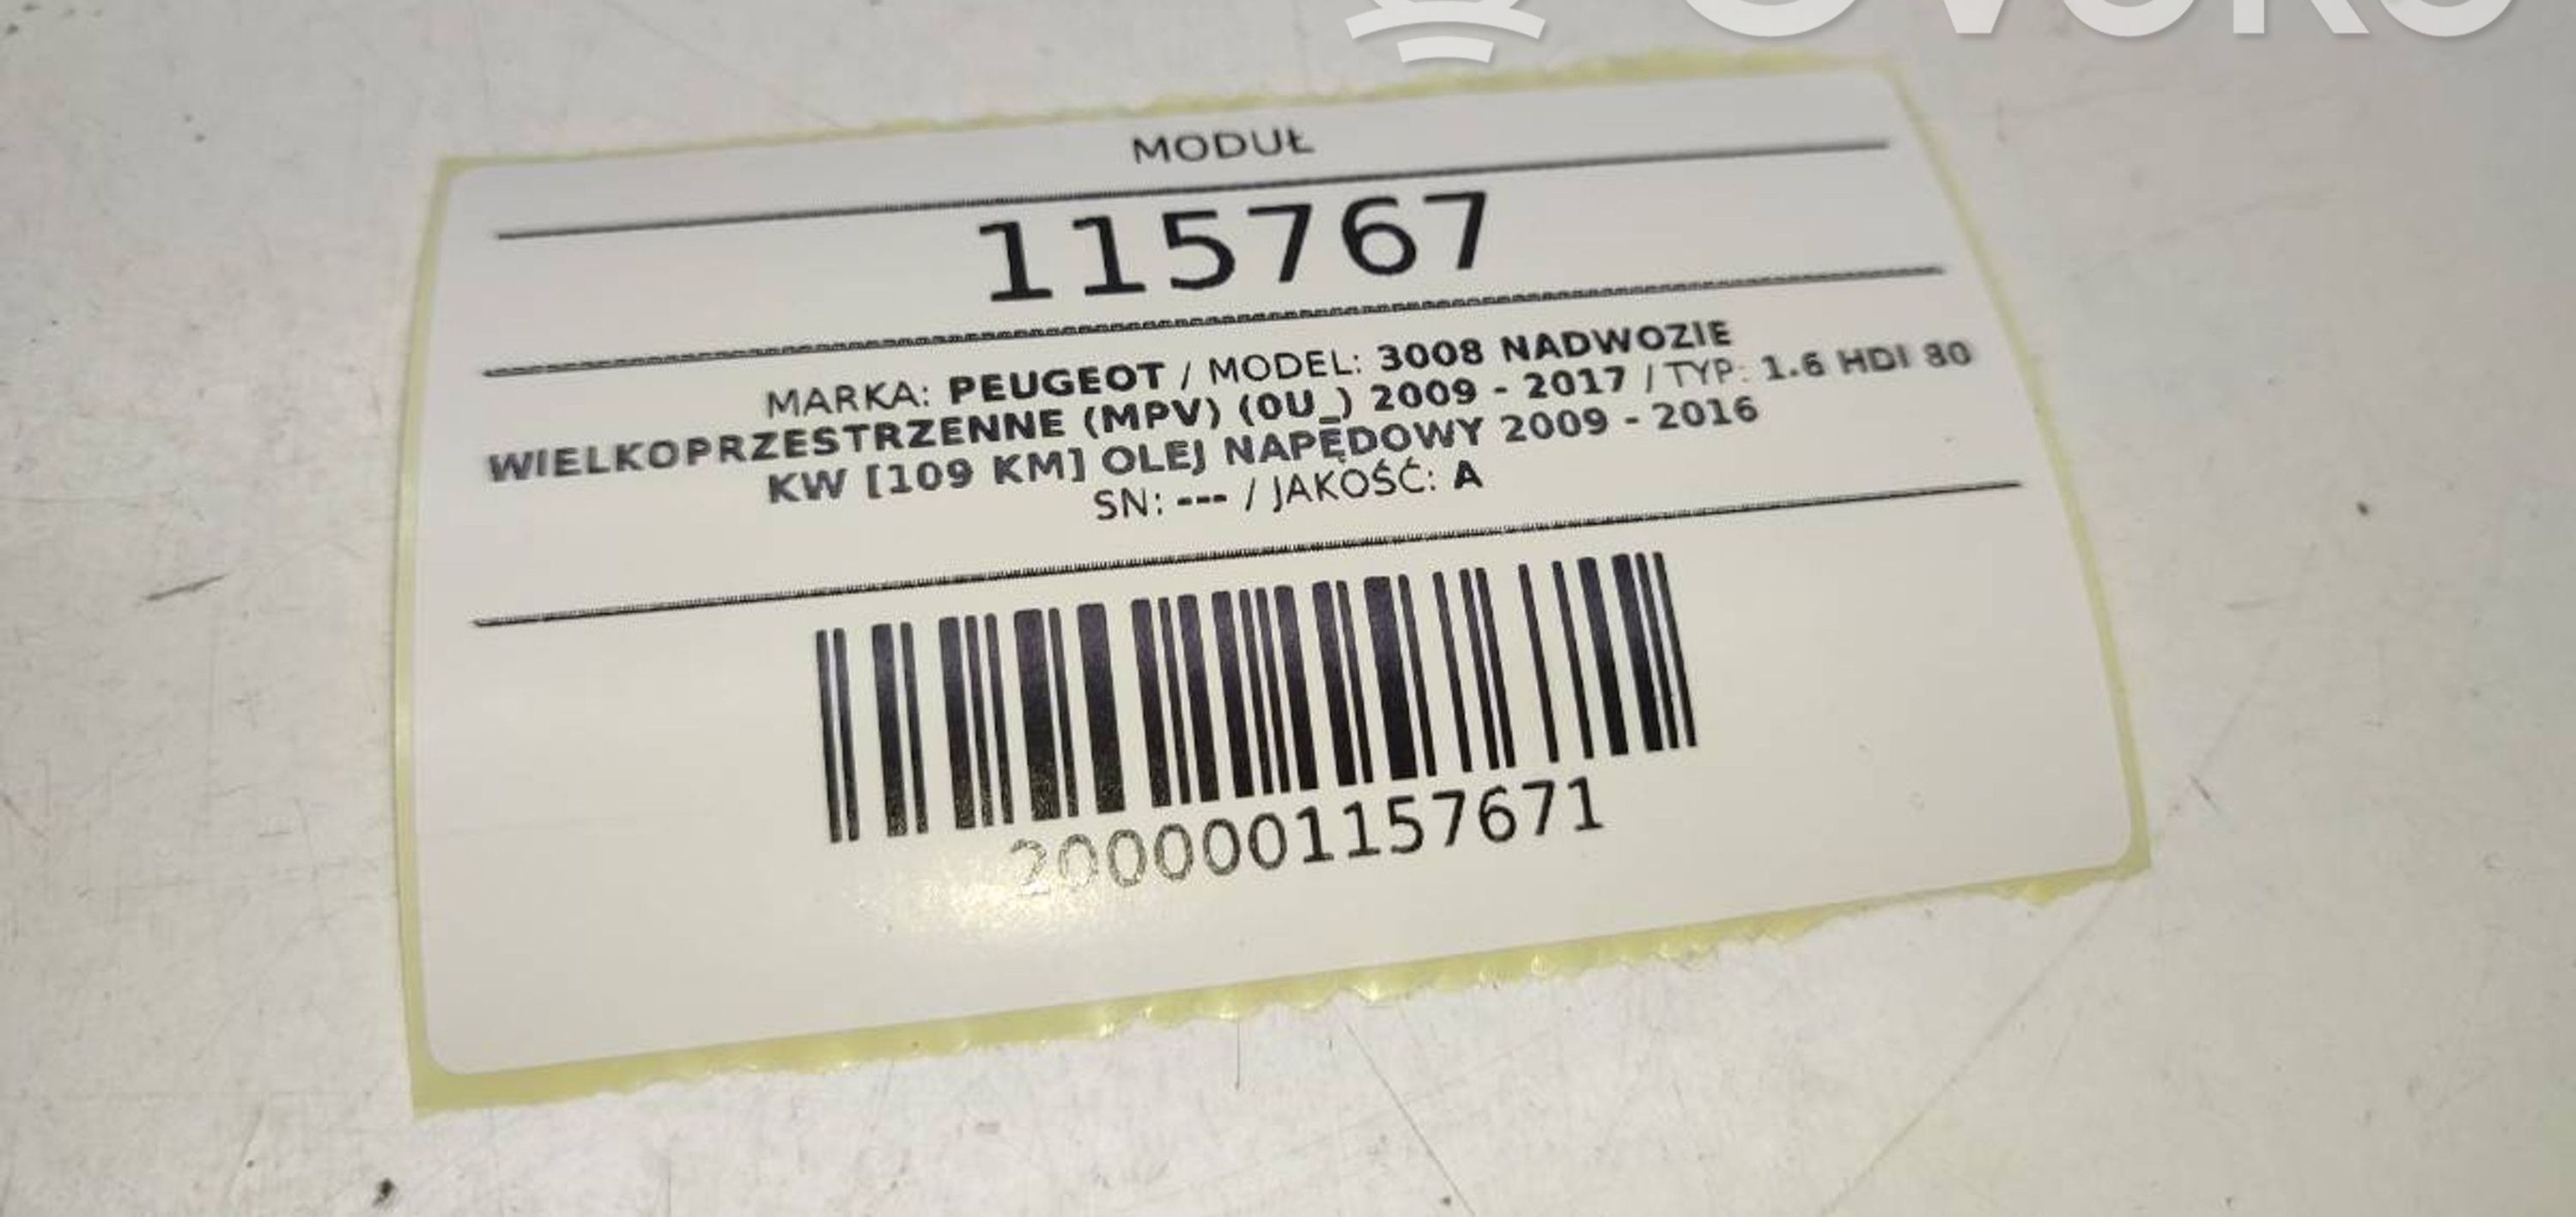 MODUŁ
115767
MARKA: PEUGEOT / MODEL: 3008 NADWOZIE
WIELKOPRZESTRZENNE (MPV) (0U_) 2009 - 2017 / TYP: 1.6 HDI 80
KW [109 KM] OLEJ NAPĘDOWY 2009 - 2016
SN: --- / JAKOŚĆ: A
2000001157671